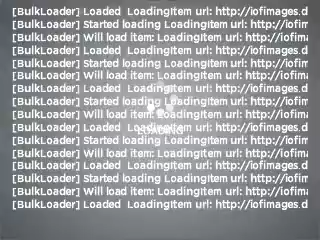 [BulkLoader] Loaded  LoadingItem url: http://iofimages.d
[BulkLoader] Started loading LoadingItem url: http://iofim
[BulkLoader] Will load item: LoadingItem url: http://iofima
[BulkLoader] Loaded  LoadingItem url: http://iofimages.d
[BulkLoader] Started loading LoadingItem url: http://iofim
[BulkLoader] Will load item: LoadingItem url: http://iofima
[BulkLoader] Loaded  LoadingItem url: http://iofimages.d
[BulkLoader] Started loading LoadingItem url: http://iofim
[BulkLoader] Will load item: LoadingItem url: http://iofima
[BulkLoader] Loaded  LoadingItem url: http://iofimages.d
LOADING
[BulkLoader] Started loading LoadingItem url: http://iofim
[BulkLoader] Will load item: LoadingItem url: http://iofima
[BulkLoader] Loaded  LoadingItem url: http://iofimages.d
[BulkLoader] Started loading LoadingItem url: http://iofim
[BulkLoader] Will load item: LoadingItem url: http://iofima
[BulkLoader] Loaded  LoadingItem url: http://iofimages.d